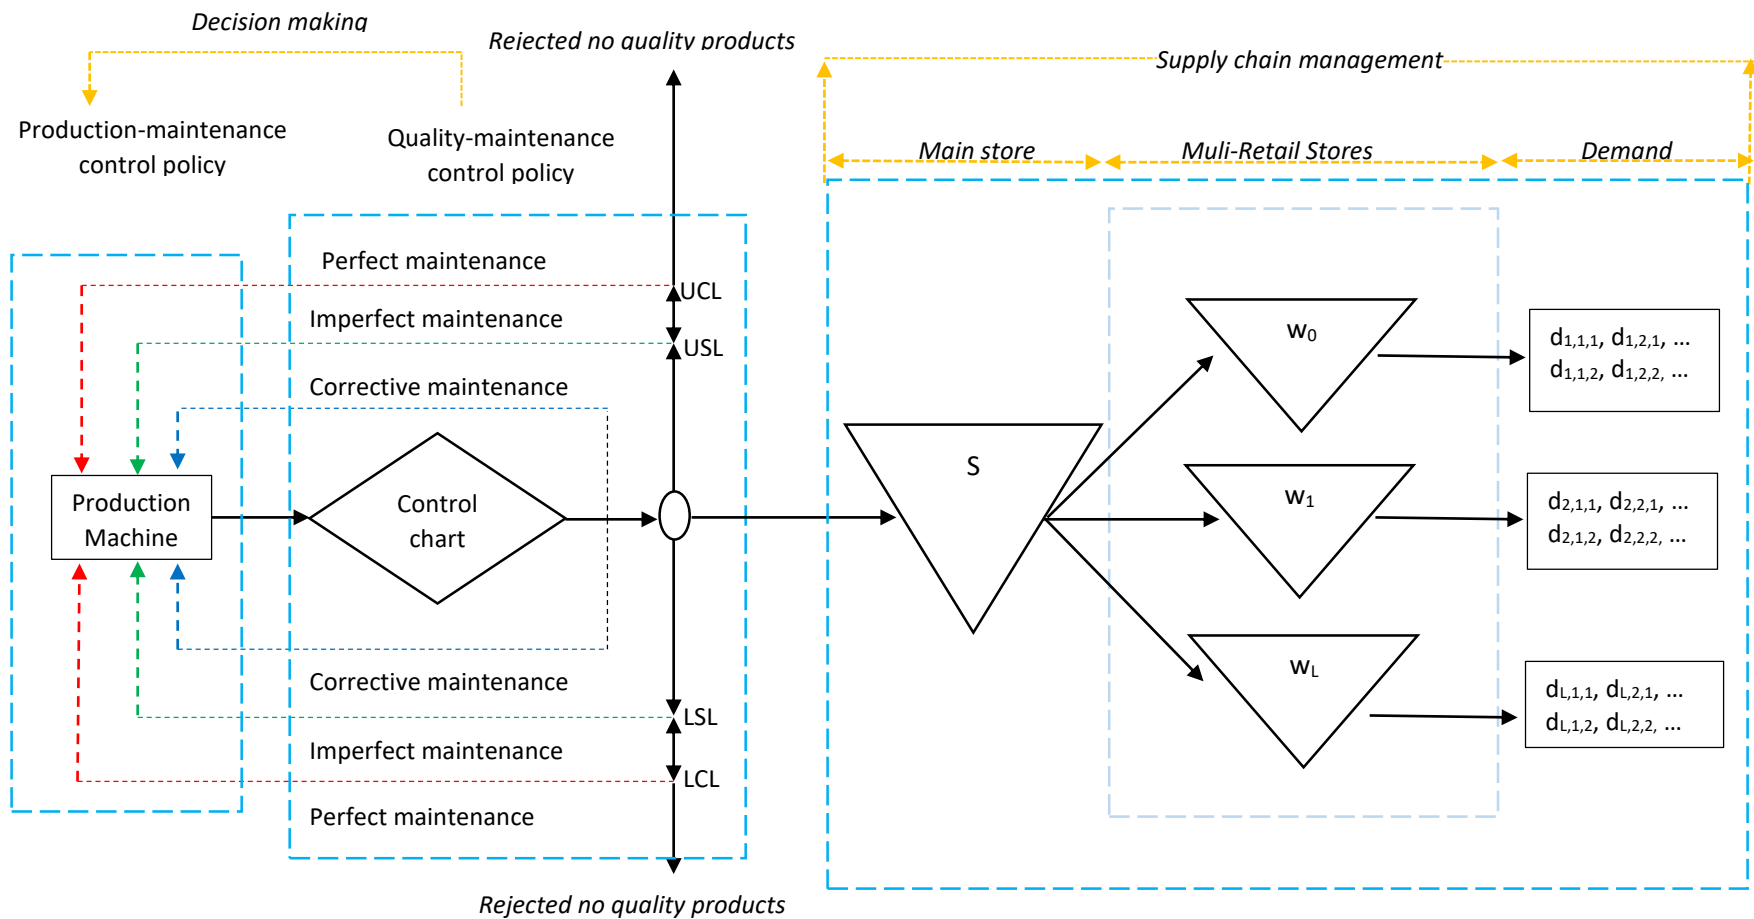 Decision making
Rejected no quality products
Supply chain management
Production-maintenance
control policy
Quality-maintenance
control policy
Main store
Muli-Retail Stores
Demand
Perfect maintenance
UCL
Imperfect maintenance
USL
Corrective maintenance
Production
Machine
Control
chart
S
w0
w1
wL
d1,1,1, d1,2,1, ...
d1,1,2, d1,2,2, ...
d2,1,1, d2,2,1, ...
d2,1,2, d2,2,2, ...
dL,1,1, dL,2,1, ...
dL,1,2, dL,2,2, ...
Corrective maintenance
LSL
Imperfect maintenance
LCL
Perfect maintenance
Rejected no quality products